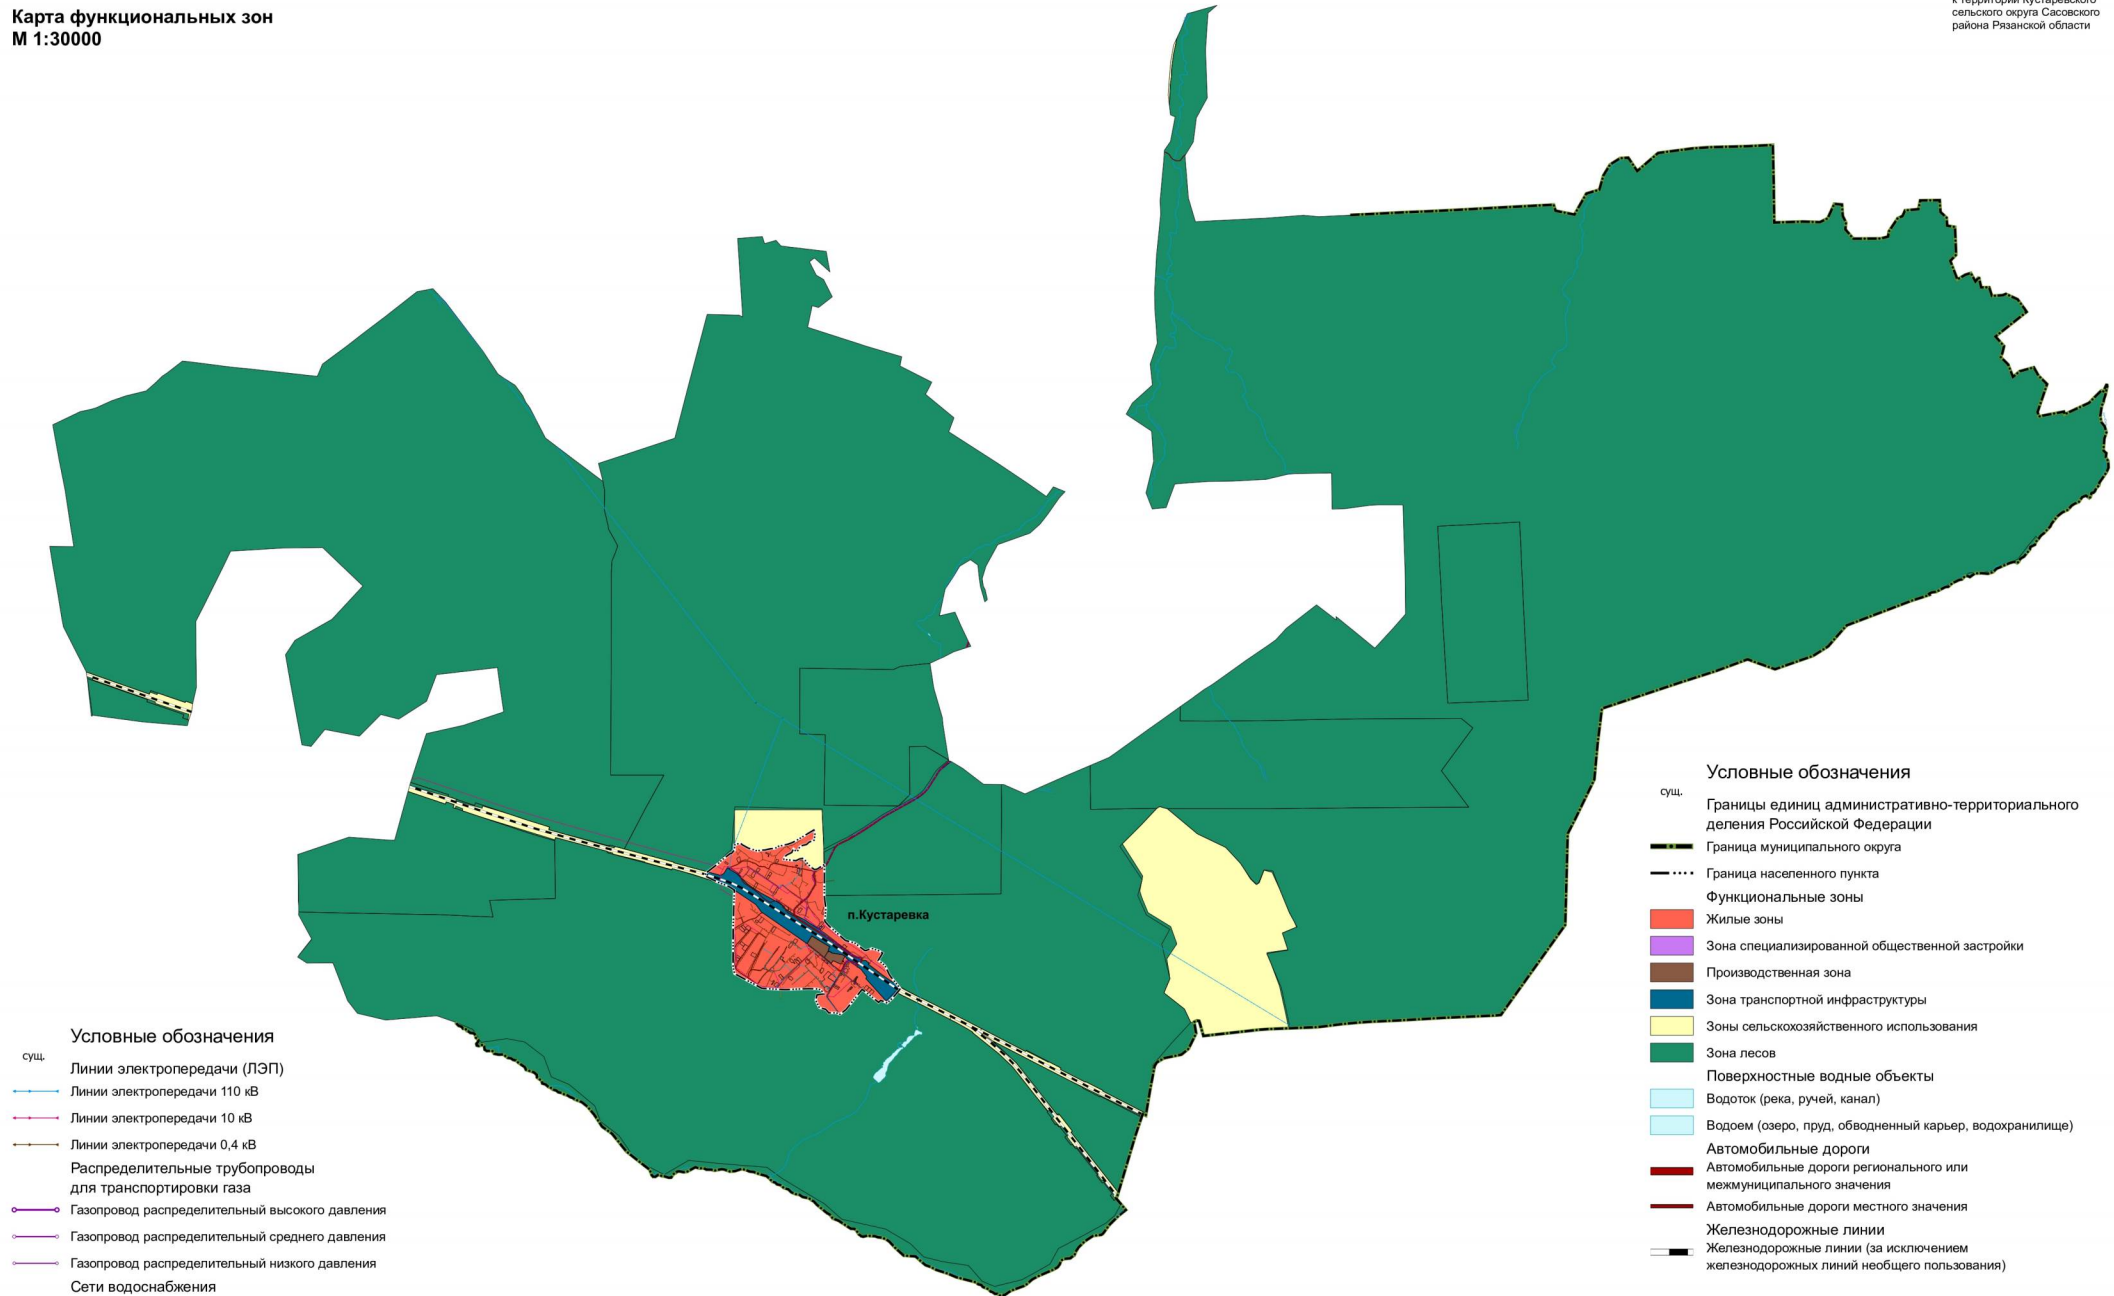 Карта функциональных зон
М 1:30000
к территории Кустаревского
сельского округа Сасовского
района Рязанской области
п.Кустаревка
Условные обозначения
сущ.
Линии электропередачи (ЛЭП)
Линии электропередачи 110 кВ
Линии электропередачи 10 кВ
Линии электропередачи 0,4 кВ
Распределительные трубопроводы
для транспортировки газа
Газопровод распределительный высокого давления
Газопровод распределительный среднего давления
Газопровод распределительный низкого давления
Сети водоснабжения
Условные обозначения
сущ.
Границы единиц административно-территориального
деления Российской Федерации
Граница муниципального округа
Граница населенного пункта
Функциональные зоны
Жилые зоны
Зона специализированной общественной застройки
Производственная зона
Зона транспортной инфраструктуры
Зоны сельскохозяйственного использования
Зона лесов
Поверхностные водные объекты
Водоток (река, ручей, канал)
Водоем (озеро, пруд, обводненный карьер, водохранилище)
Автомобильные дороги
Автомобильные дороги регионального или
межмуниципального значения
Автомобильные дороги местного значения
Железнодорожные линии
Железнодорожные линии (за исключением
железнодорожных линий необщего пользования)